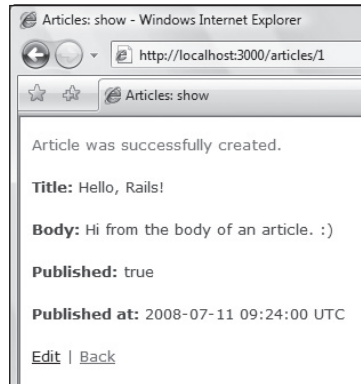 Articles: show - Windows Internet Explorer
http://localhost:3000/articles/1
Articles: show
Article was successfully created.
Title: Hello, Rails!
Body: Hi from the body of an article. :)
Published: true
Published at: 2008-07-11 09:24:00 UTC
Edit | Back